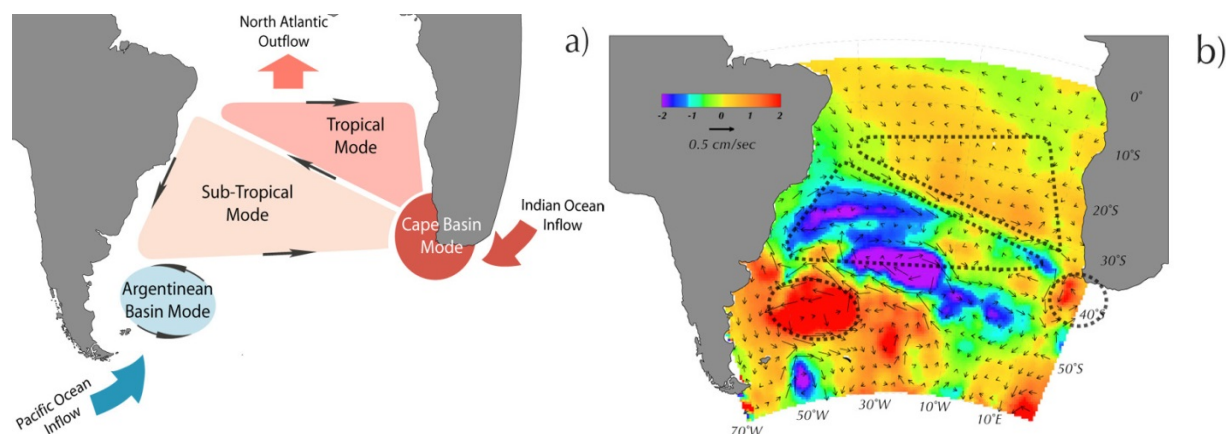 a)
North Atlantic
Outflow
Tropical
Mode
Sub-Tropical
Mode
Cape Basin
Mode
Indian Ocean
Inflow
Argentinean
Basin Mode
Pacific Ocean
Inflow
b)
-2 -1 0 1 2
0.5 cm/sec
0°
10°S
20°S
30°S
40°S
50°S
70°W
50°W
30°W
10°W
10°E